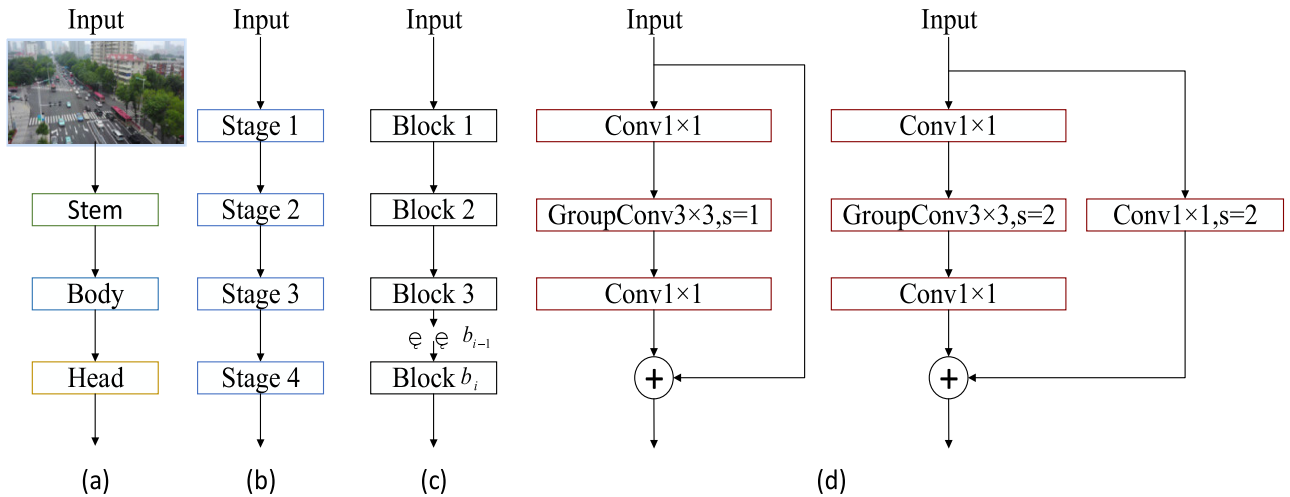 Input
Input
Input
Input
Input
Stem
Body
Head
Stage 1
Stage 2
Stage 3
Stage 4
Block 1
Block 2
Block 3
b_{i-1}
Block b_i
Conv1×1
GroupConv3×3,s=1
Conv1×1
+
Conv1×1
GroupConv3×3,s=2
Conv1×1,s=2
Conv1×1
+
(a)
(b)
(c)
(d)